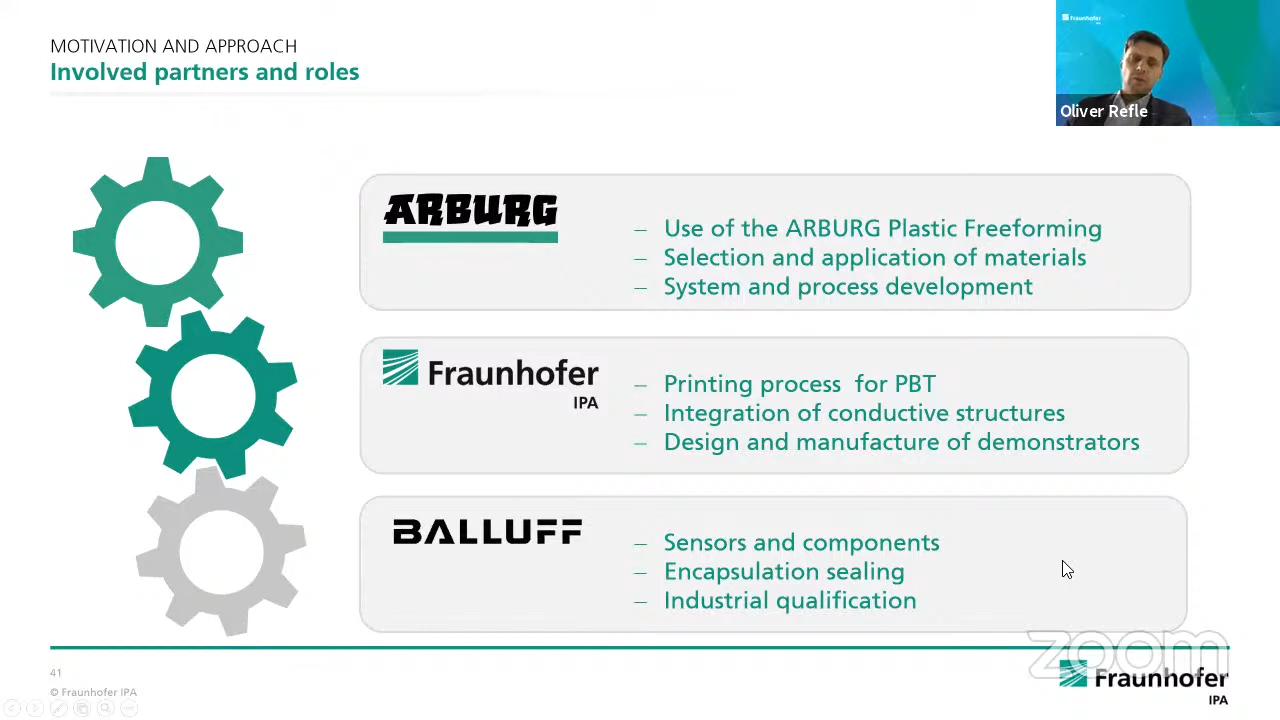 MOTIVATION AND APPROACH
Involved partners and roles
Fraunhofer
IPA
Oliver Refle
ARBURG
– Use of the ARBURG Plastic Freeforming
– Selection and application of materials
– System and process development
Fraunhofer
IPA
– Printing process for PBT
– Integration of conductive structures
– Design and manufacture of demonstrators
BALLUFF
– Sensors and components
– Encapsulation sealing
– Industrial qualification
zoom
41
© Fraunhofer IPA
Fraunhofer
IPA